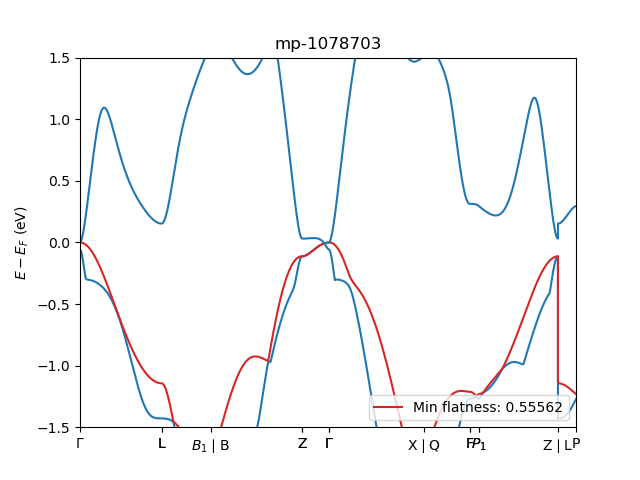 mp-1078703
E − E_F (eV)
1.5
1.0
0.5
0.0
−0.5
−1.0
−1.5
Min flatness: 0.55562
Γ L B₁ | B Z Γ X | Q F P₁ Z | L P